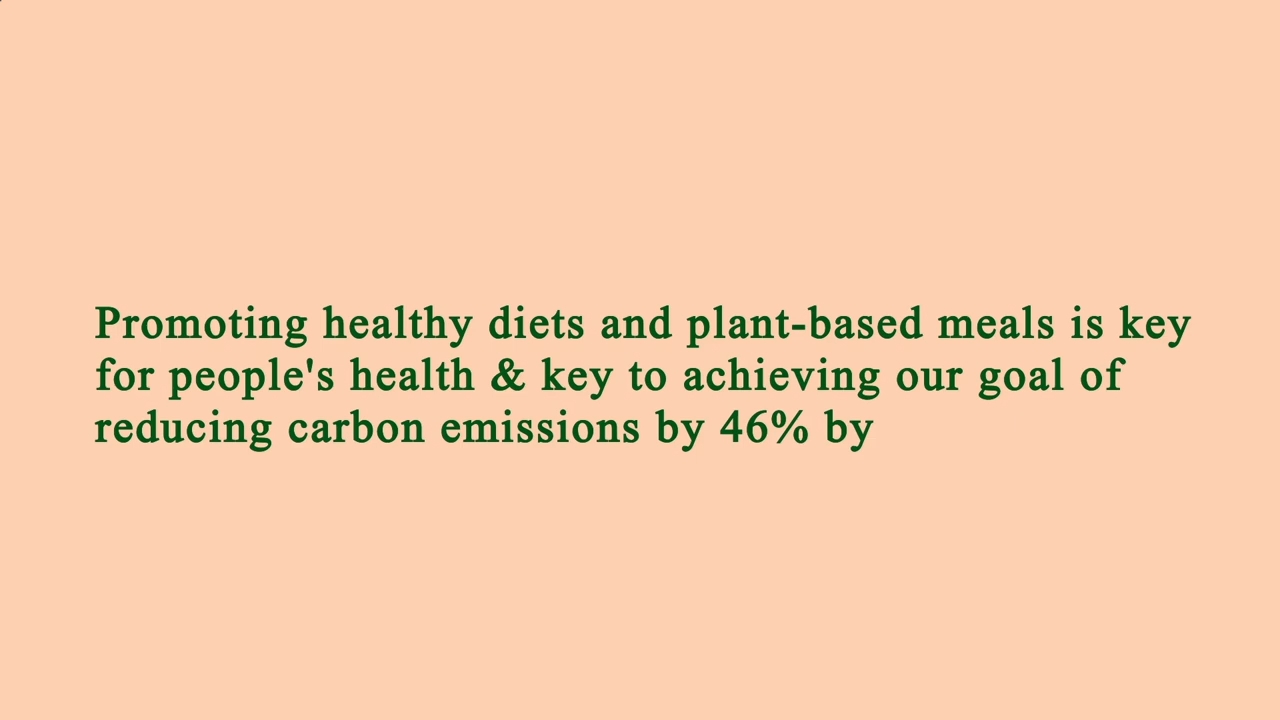 Promoting healthy diets and plant-based meals is key
for people's health & key to achieving our goal of
reducing carbon emissions by 46% by